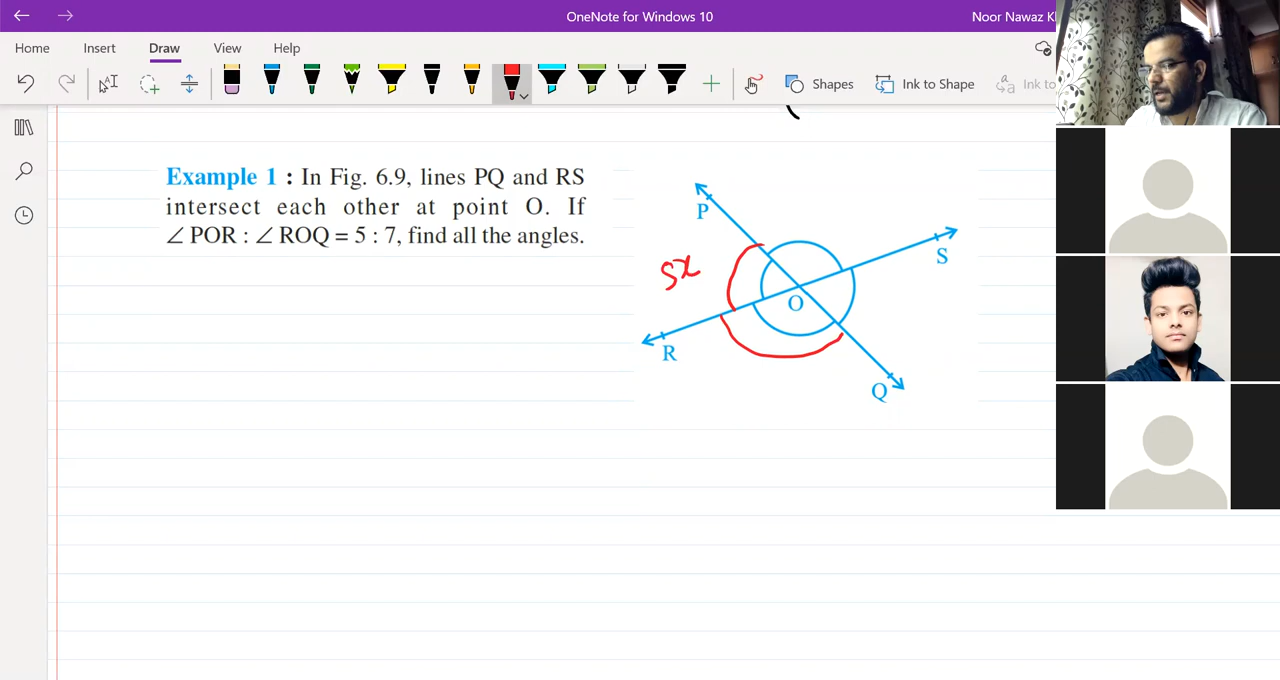 OneNote for Windows 10
Noor Nawaz K
Home Insert Draw View Help
Shapes Ink to Shape Ink to
Example 1 : In Fig. 6.9, lines PQ and RS
intersect each other at point O. If
∠ POR : ∠ ROQ = 5 : 7, find all the angles.
P
S
5x
O
R
Q